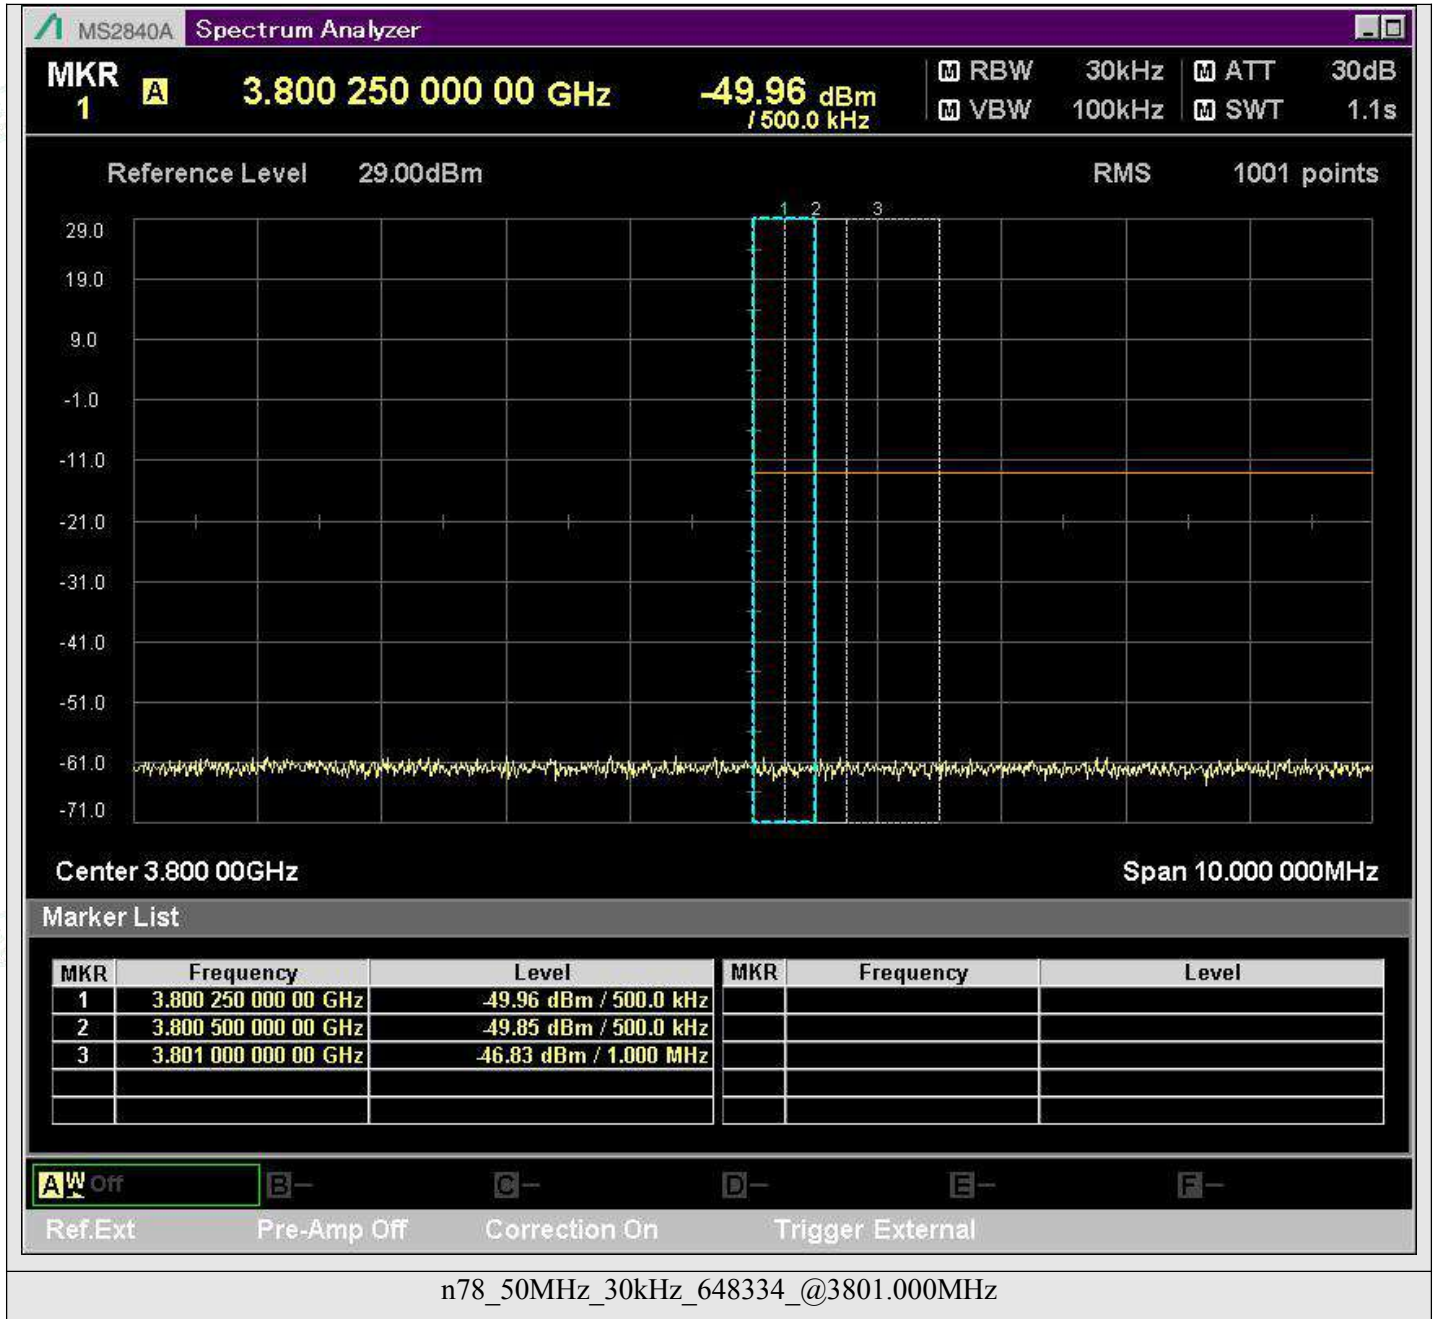 MS2840A Spectrum Analyzer
MKR 1 A 3.800 250 000 00 GHz -49.96 dBm / 500.0 kHz
M RBW 30kHz M ATT 30dB
M VBW 100kHz M SWT 1.1s
Reference Level 29.00dBm RMS 1001 points
1 2 3
29.0
19.0
9.0
-1.0
-11.0
-21.0
-31.0
-41.0
-51.0
-61.0
-71.0
Center 3.800 00GHz Span 10.000 000MHz
Marker List
MKR Frequency Level MKR Frequency Level
1 3.800 250 000 00 GHz -49.96 dBm / 500.0 kHz
2 3.800 500 000 00 GHz -49.85 dBm / 500.0 kHz
3 3.801 000 000 00 GHz -46.83 dBm / 1.000 MHz
A W Off B - C - D - E - F -
Ref.Ext Pre-Amp Off Correction On Trigger External
n78_50MHz_30kHz_648334_@3801.000MHz